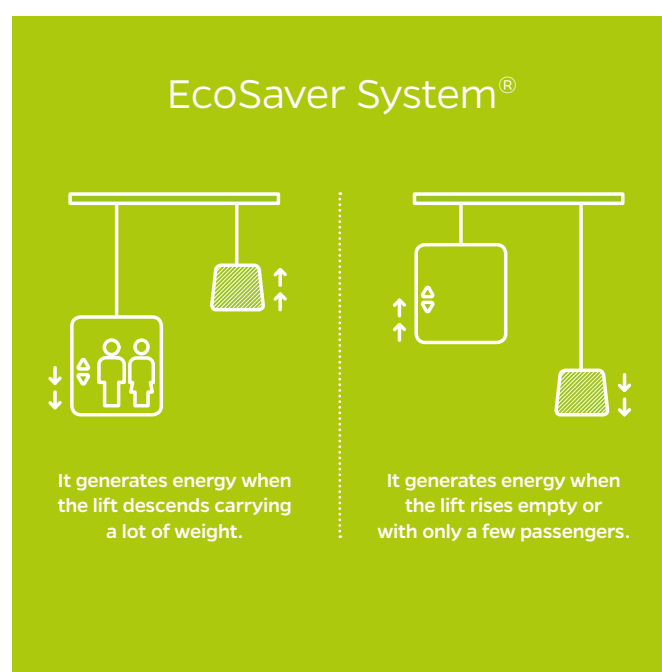 EcoSaver System®
It generates energy when
the lift descends carrying
a lot of weight.
It generates energy when
the lift rises empty or
with only a few passengers.